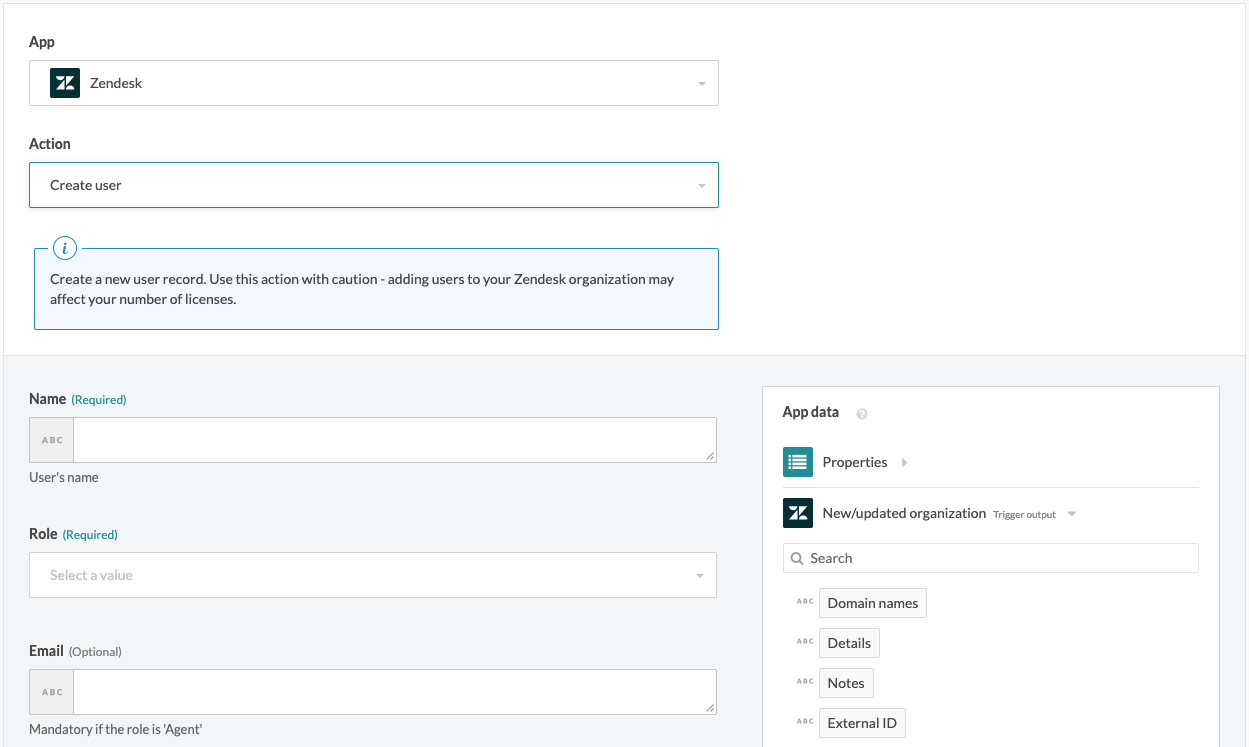 App
Zendesk
Action
Create user
i
Create a new user record. Use this action with caution - adding users to your Zendesk organization may
affect your number of licenses.
Name (Required)
ABC
User's name
Role (Required)
Select a value
Email (Optional)
ABC
Mandatory if the role is 'Agent'
App data ?
Properties
New/updated organization Trigger output
Search
ABC Domain names
ABC Details
ABC Notes
ABC External ID